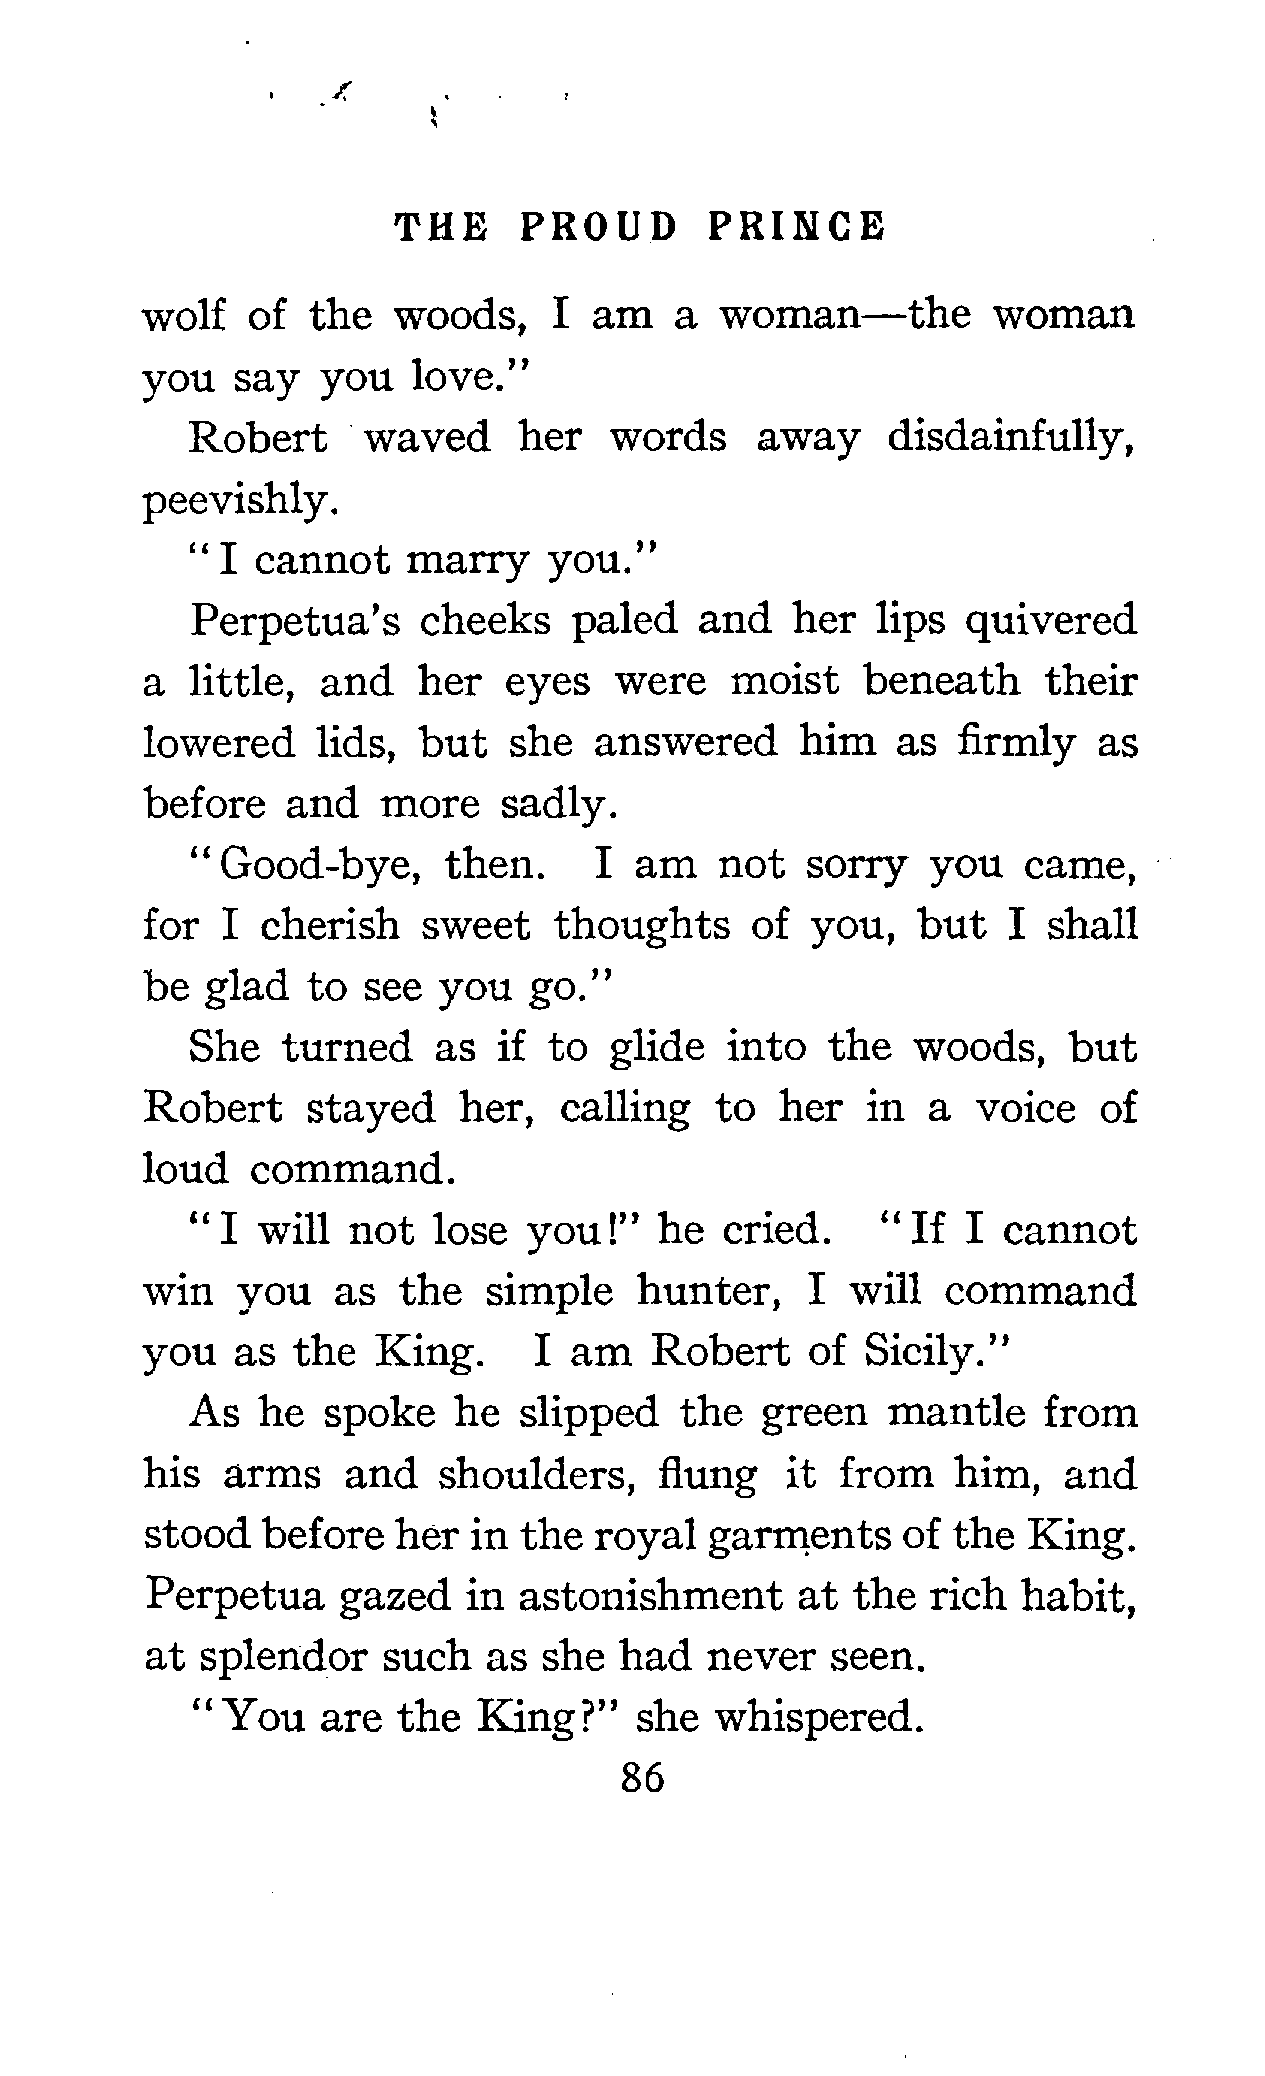 THE PROUD PRINCE
wolf of the woods, I am a woman—the woman
you say you love."
Robert waved her words away disdainfully,
peevishly.
"I cannot marry you."
Perpetua's cheeks paled and her lips quivered
a little, and her eyes were moist beneath their
lowered lids, but she answered him as firmly as
before and more sadly.
"Good-bye, then. I am not sorry you came,
for I cherish sweet thoughts of you, but I shall
be glad to see you go."
She turned as if to glide into the woods, but
Robert stayed her, calling to her in a voice of
loud command.
"I will not lose you!" he cried. "If I cannot
win you as the simple hunter, I will command
you as the King. I am Robert of Sicily."
As he spoke he slipped the green mantle from
his arms and shoulders, flung it from him, and
stood before her in the royal garments of the King.
Perpetua gazed in astonishment at the rich habit,
at splendor such as she had never seen.
"You are the King?" she whispered.
86